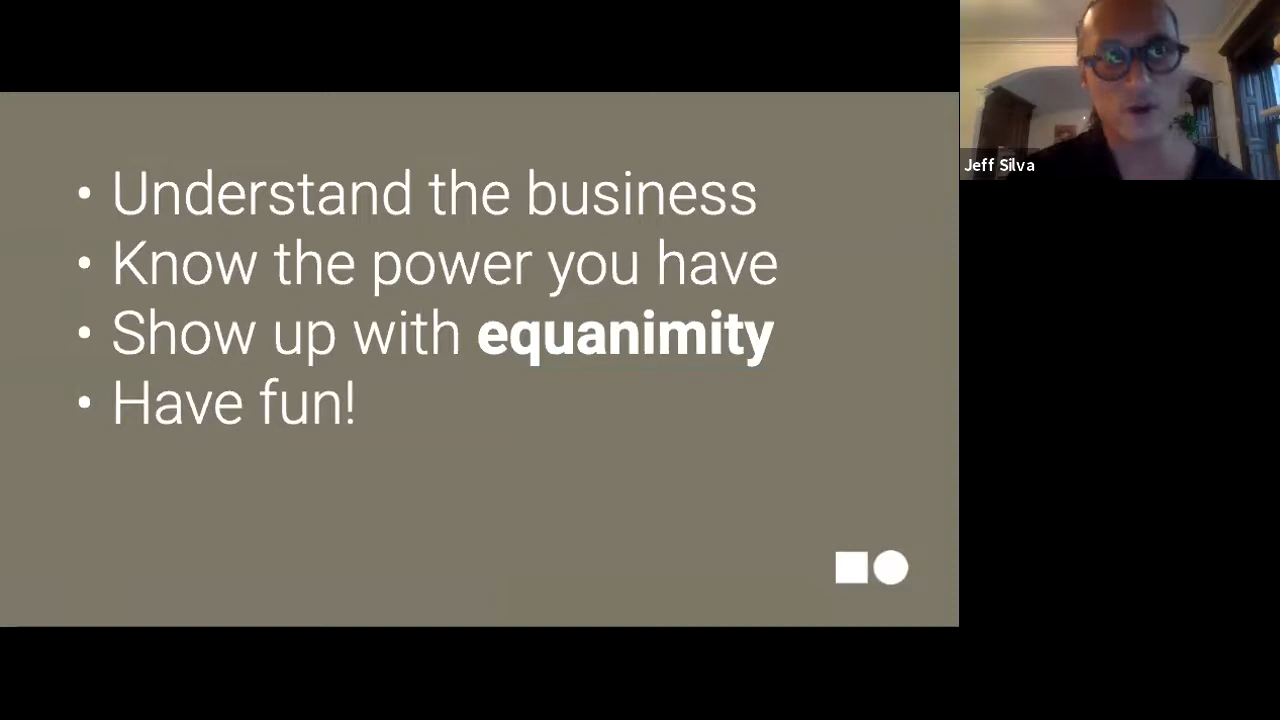 • Understand the business
• Know the power you have
• Show up with equanimity
• Have fun!
Jeff Silva